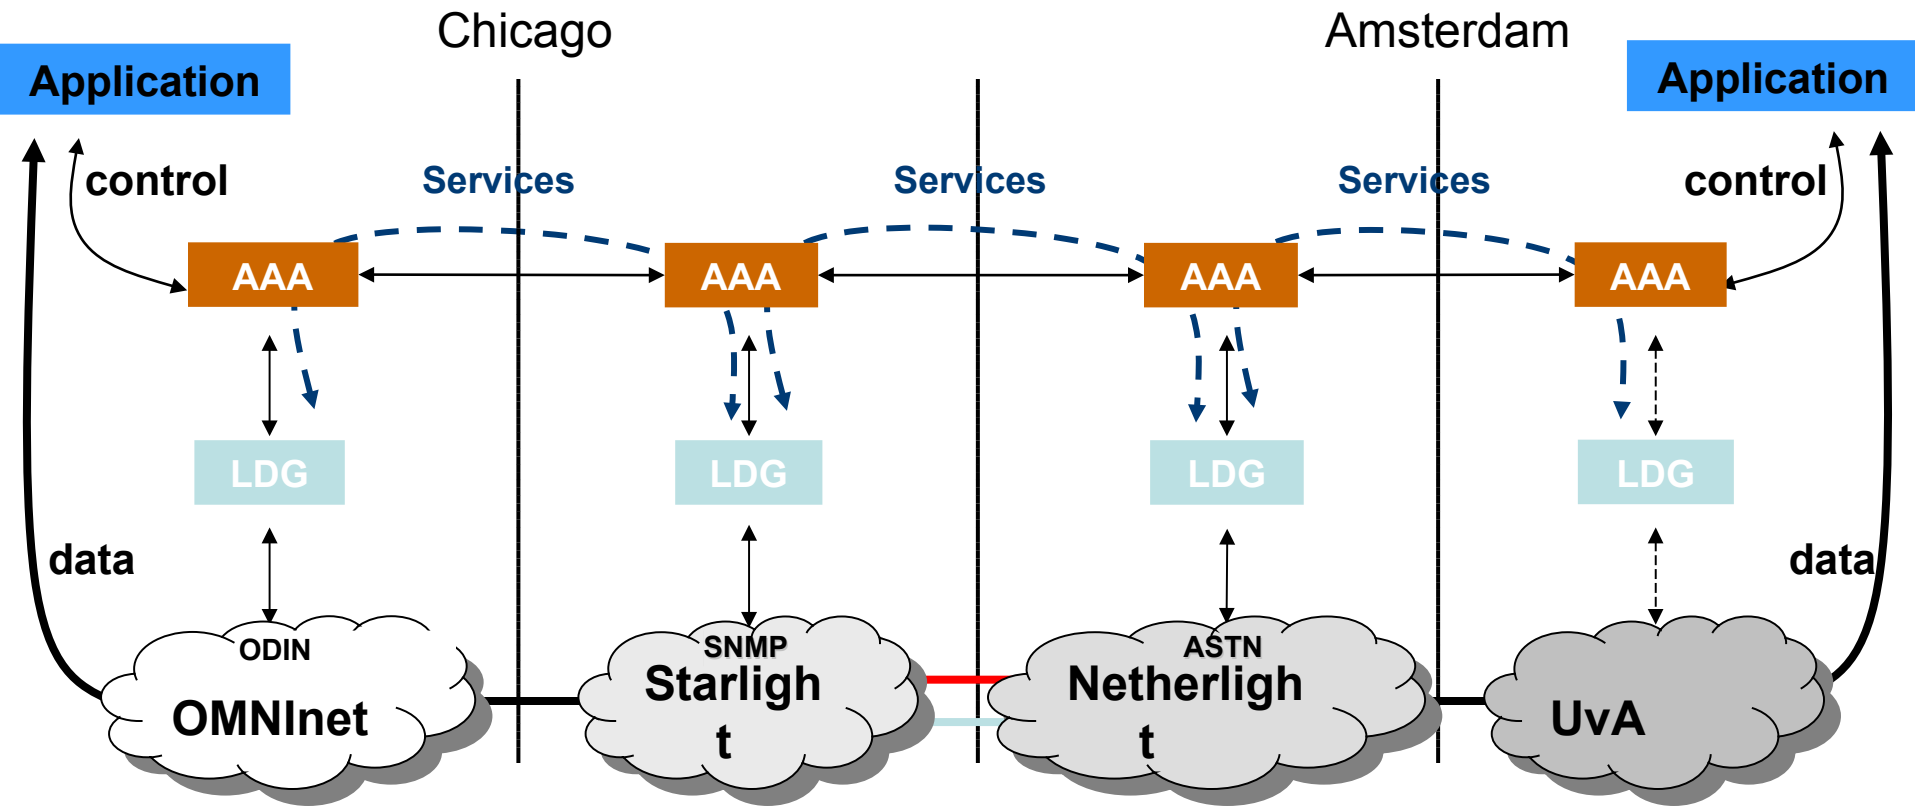 Chicago
Amsterdam
Application
Application
control
Services
Services
Services
control
AAA
AAA
AAA
AAA
LDG
LDG
LDG
LDG
data
data
ODIN
SNMP
ASTN
OMNInet
Starligh
t
Netherligh
t
UvA